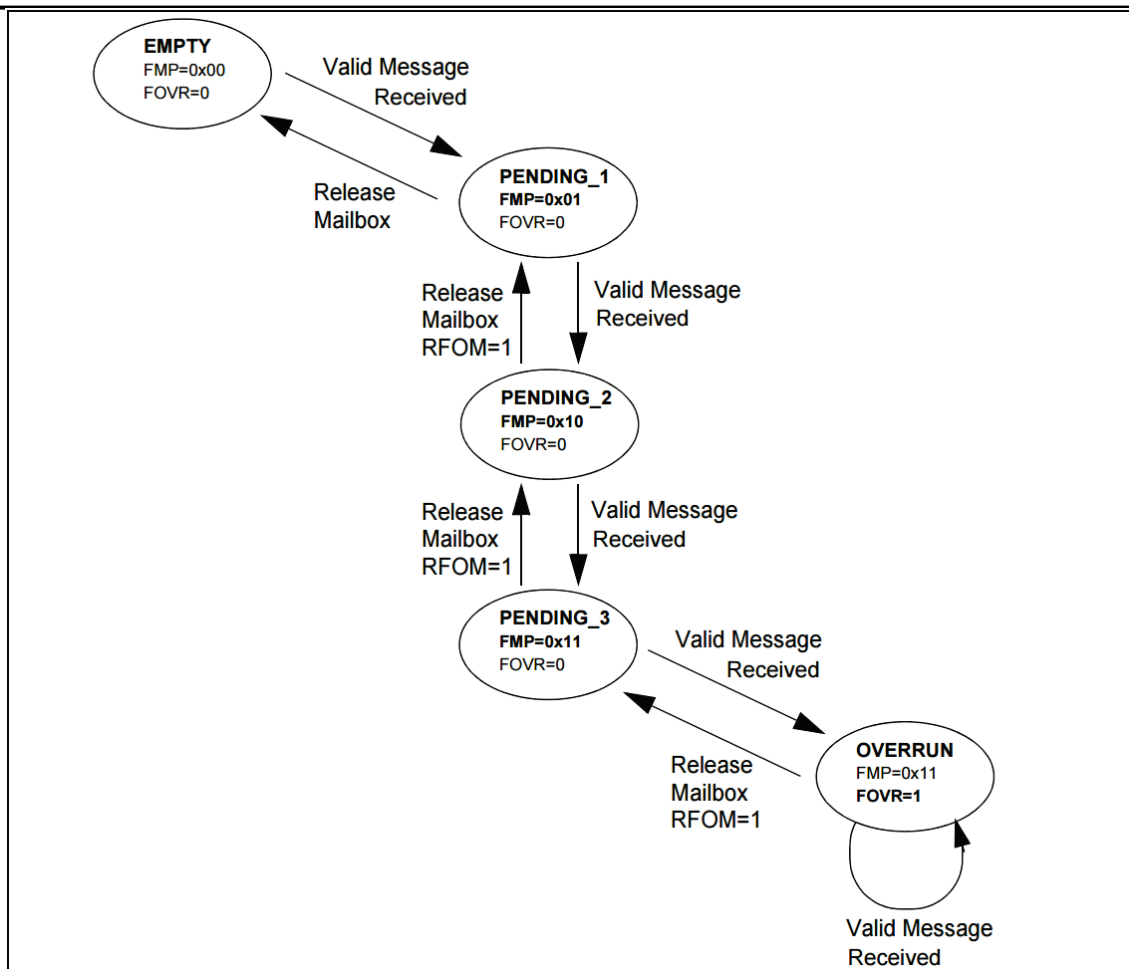 EMPTY
FMP=0x00
FOVR=0
Valid Message
Received
Release
Mailbox
PENDING_1
FMP=0x01
FOVR=0
Release
Mailbox
RFOM=1
Valid Message
Received
PENDING_2
FMP=0x10
FOVR=0
Release
Mailbox
RFOM=1
Valid Message
Received
PENDING_3
FMP=0x11
FOVR=0
Valid Message
Received
Release
Mailbox
RFOM=1
OVERRUN
FMP=0x11
FOVR=1
Valid Message
Received